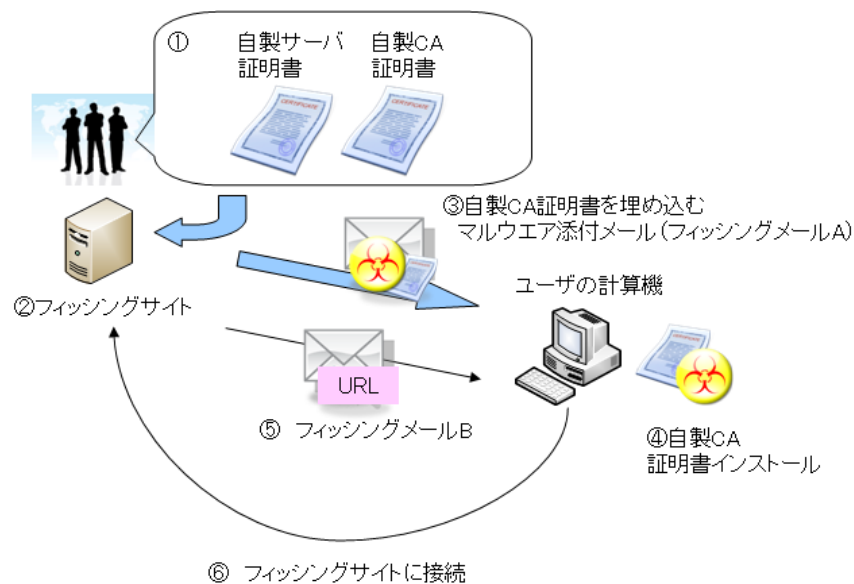 ① 自製サーバ 自製CA
証明書 証明書
CERTIFICATE CERTIFICATE
③自製CA証明書を埋め込む
マルウエア添付メール(フィッシングメールA)
ユーザの計算機
②フィッシングサイト
URL
⑤ フィッシングメールB
④自製CA
証明書インストール
⑥ フィッシングサイトに接続